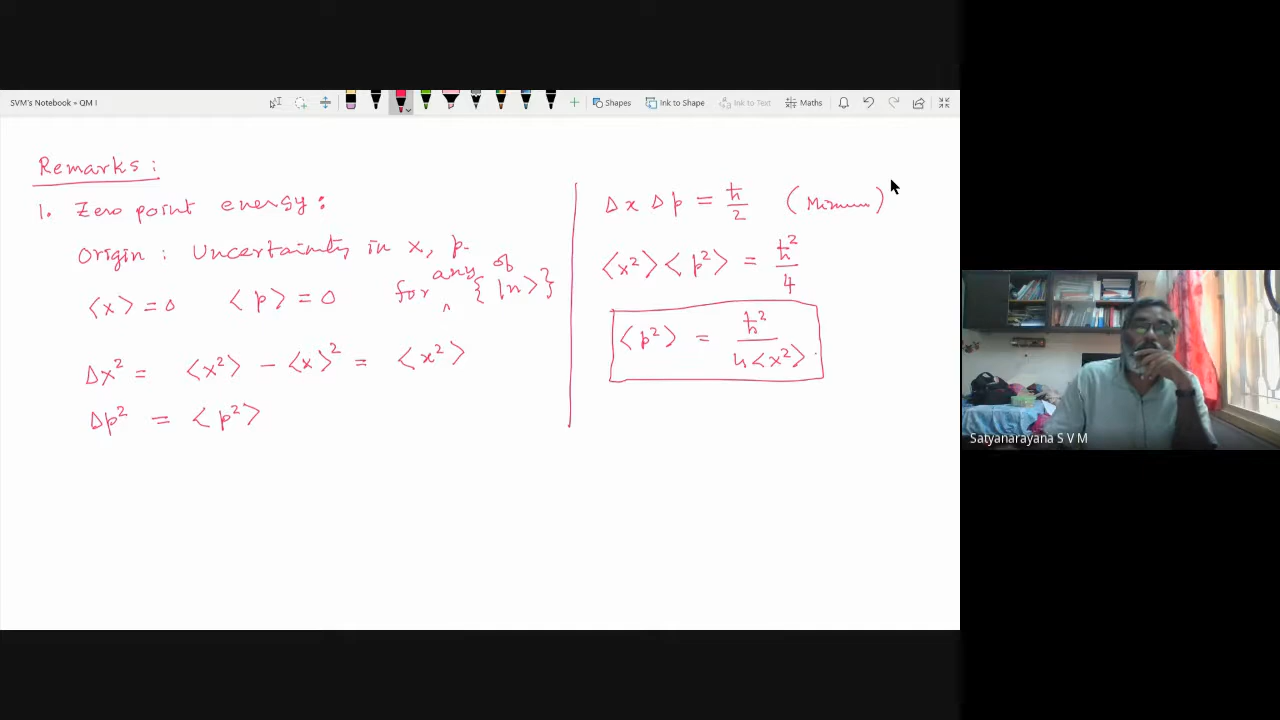 SVM's Notebook » QM I
Shapes
Ink to Shape
Ink to Text
Maths
Remarks :
1. Zero point energy :
Origin : Uncertainty in x, p.
⟨x⟩ = 0 ⟨p⟩ = 0 for any of {|n⟩}
Δx² = ⟨x²⟩ − ⟨x⟩² = ⟨x²⟩
Δp² = ⟨p²⟩
Δx Δp = ħ/2 (Minimum)
⟨x²⟩⟨p²⟩ = ħ²/4
⟨p²⟩ = ħ²/4⟨x²⟩.
Satyanarayana S V M